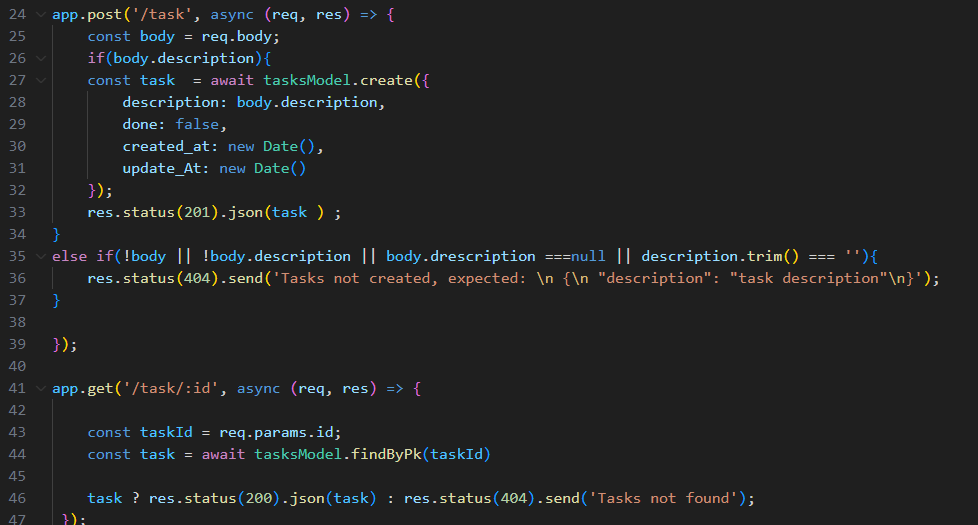 24 app.post('/task', async (req, res) => {
25 const body = req.body;
26 if(body.description){
27 const task  = await tasksModel.create({
28 description: body.description,
29 done: false,
30 created_at: new Date(),
31 update_At: new Date()
32 });
33 res.status(201).json(task ) ;
34 }
35 else if(!body || !body.description || body.drescription ===null || description.trim() === ''){
36 res.status(404).send('Tasks not created, expected: \n {\n "description": "task description"\n}');
37 }
38
39 });
40
41 app.get('/task/:id', async (req, res) => {
42
43 const taskId = req.params.id;
44 const task = await tasksModel.findByPk(taskId)
45
46 task ? res.status(200).json(task) : res.status(404).send('Tasks not found');
47 });